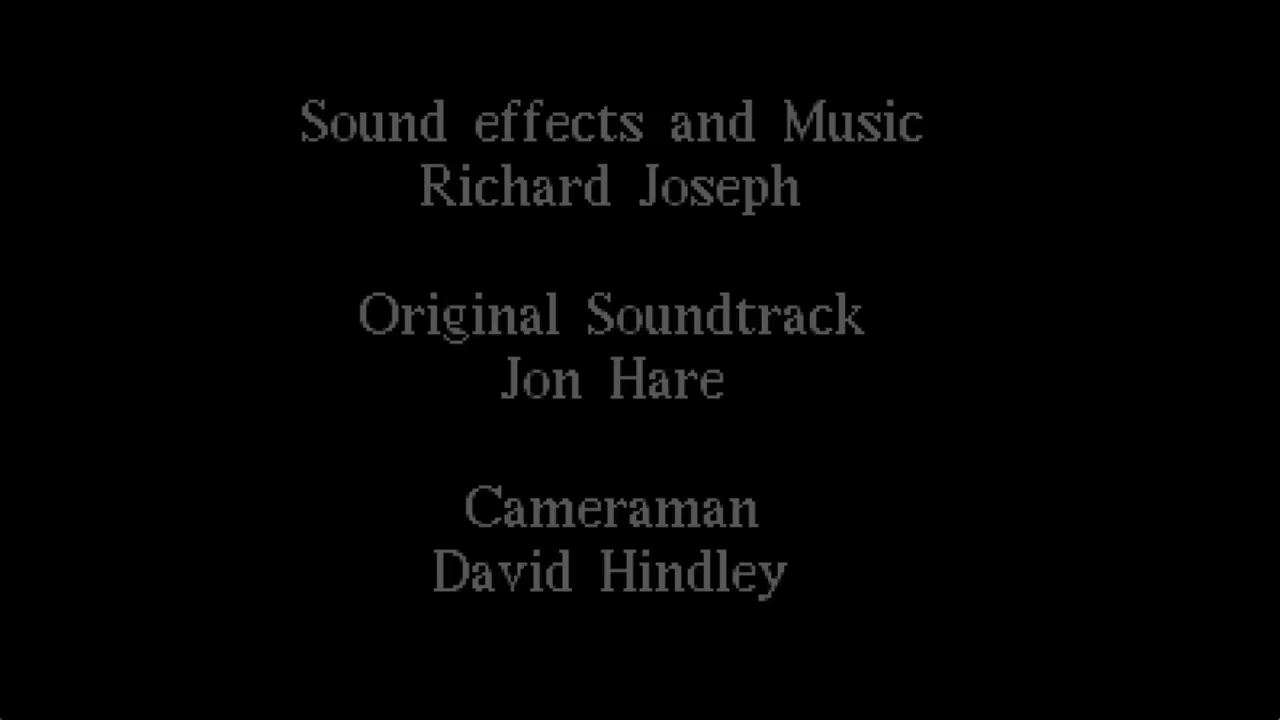 Sound effects and Music
Richard Joseph
Original Soundtrack
Jon Hare
Cameraman
David Hindley